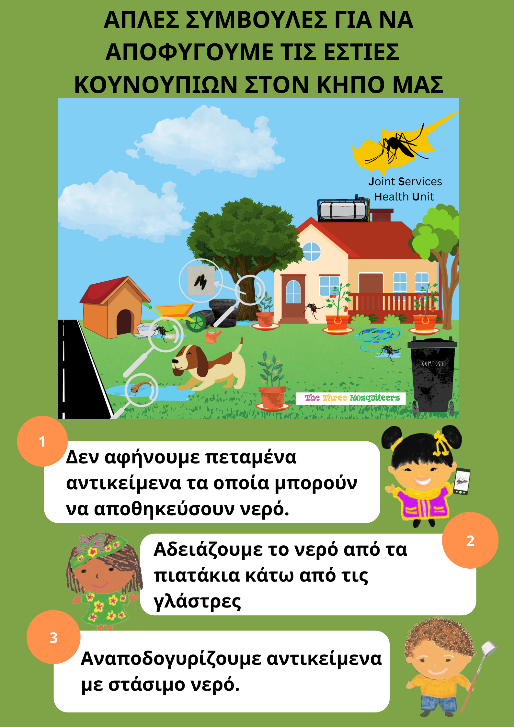 ΑΠΛΕΣ ΣΥΜΒΟΥΛΕΣ ΓΙΑ ΝΑ
ΑΠΟΦΥΓΟΥΜΕ ΤΙΣ ΕΣΤΙΕΣ
ΚΟΥΝΟΥΠΙΩΝ ΣΤΟΝ ΚΗΠΟ ΜΑΣ
Joint Services
Health Unit
The Three Mosquiteers
1
Δεν αφήνουμε πεταμένα
αντικείμενα τα οποία μπορούν
να αποθηκεύσουν νερό.
2
Αδειάζουμε το νερό από τα
πιατάκια κάτω από τις
γλάστρες
3
Αναποδογυρίζουμε αντικείμενα
με στάσιμο νερό.